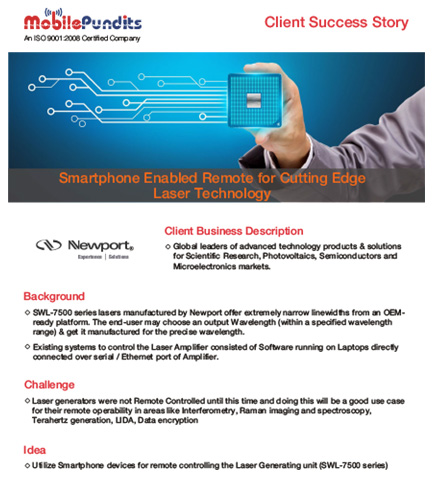 MobilePundits
An ISO 9001:2008 Certified Company
Client Success Story
Smartphone Enabled Remote for Cutting Edge
Laser Technology
Newport®
Experience | Solutions
Client Business Description
◇ Global leaders of advanced technology products & solutions
for Scientific Research, Photovoltaics, Semiconductors and
Microelectronics markets.
Background
◇ SWL-7500 series lasers manufactured by Newport offer extremely narrow linewidths from an OEM-
ready platform. The end-user may choose an output Wavelength (within a specified wavelength
range) & get it manufactured for the precise wavelength.
◇ Existing systems to control the Laser Amplifier consisted of Software running on Laptops directly
connected over serial / Ethernet port of Amplifier.
Challenge
◇ Laser generators were not Remote Controlled until this time and doing this will be a good use case
for their remote operability in areas like Interferometry, Raman imaging and spectroscopy,
Terahertz generation, LIDA, Data encryption
Idea
◇ Utilize Smartphone devices for remote controlling the Laser Generating unit (SWL-7500 series)